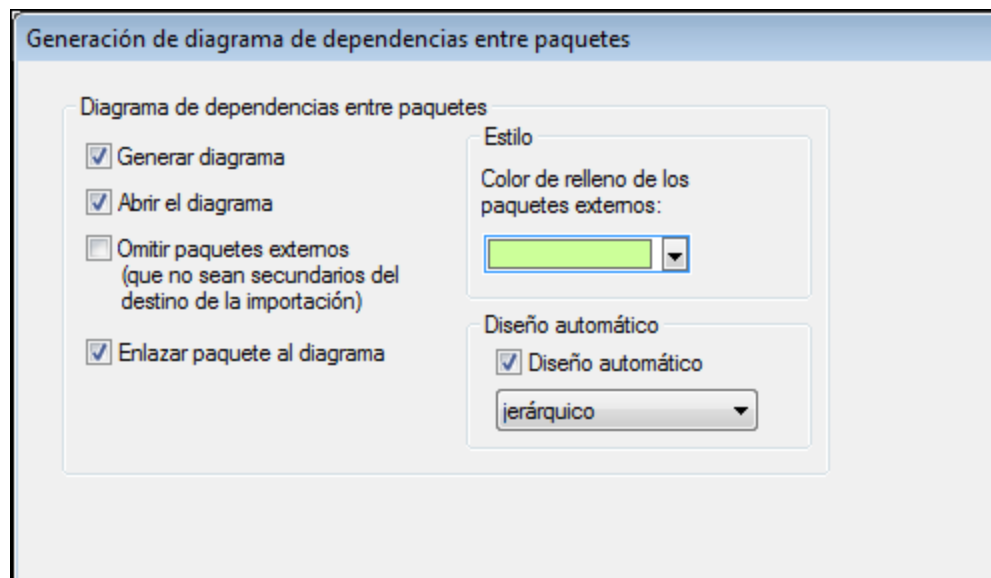 Generación de diagrama de dependencias entre paquetes
Diagrama de dependencias entre paquetes
Generar diagrama
Abrir el diagrama
Omitir paquetes externos
(que no sean secundarios del
destino de la importación)
Enlazar paquete al diagrama
Estilo
Color de relleno de los
paquetes externos:
Diseño automático
Diseño automático
jerárquico